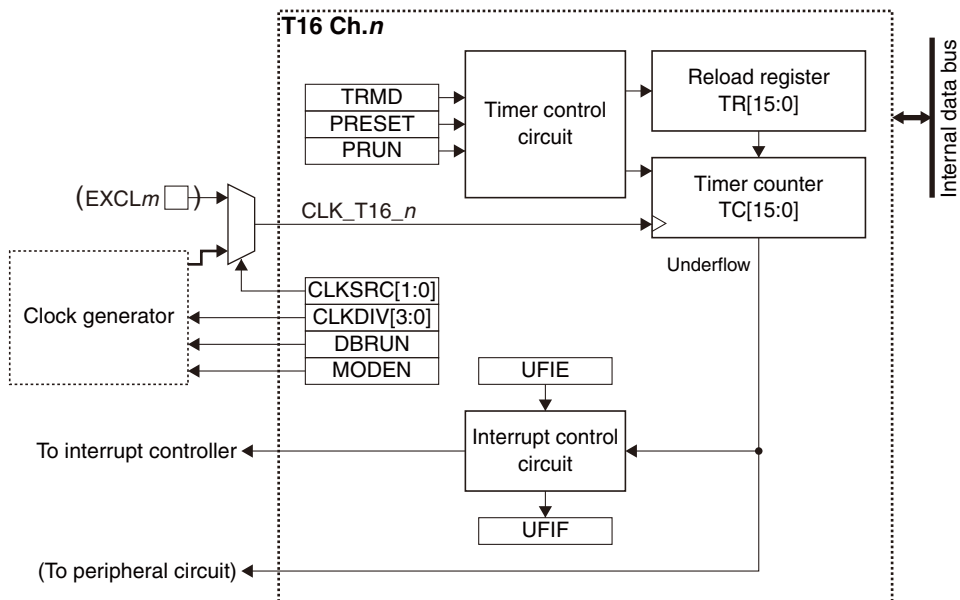 T16 Ch.n
TRMD
PRESET
PRUN
Timer control
circuit
Reload register
TR[15:0]
Internal data bus
Timer counter
TC[15:0]
(EXCLm )
CLK_T16_n
Underflow
Clock generator
CLKSRC[1:0]
CLKDIV[3:0]
DBRUN
MODEN
UFIE
To interrupt controller
Interrupt control
circuit
UFIF
(To peripheral circuit)